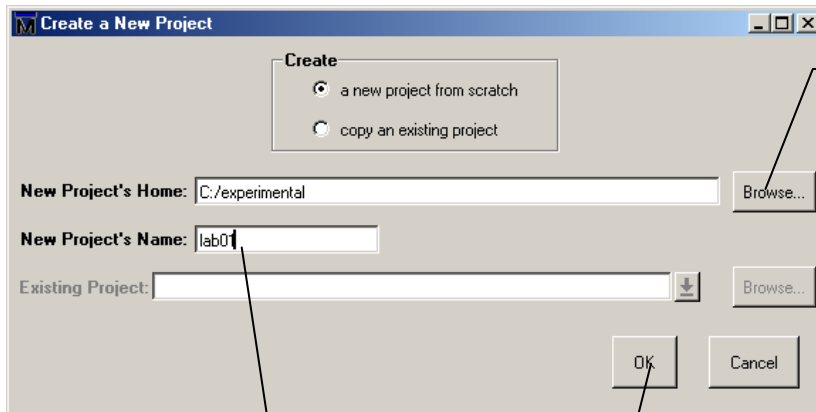 Create a New Project
Create
a new project from scratch
copy an existing project
New Project's Home: C:/experimental Browse...
New Project's Name: lab01
Existing Project: Browse...
OK Cancel